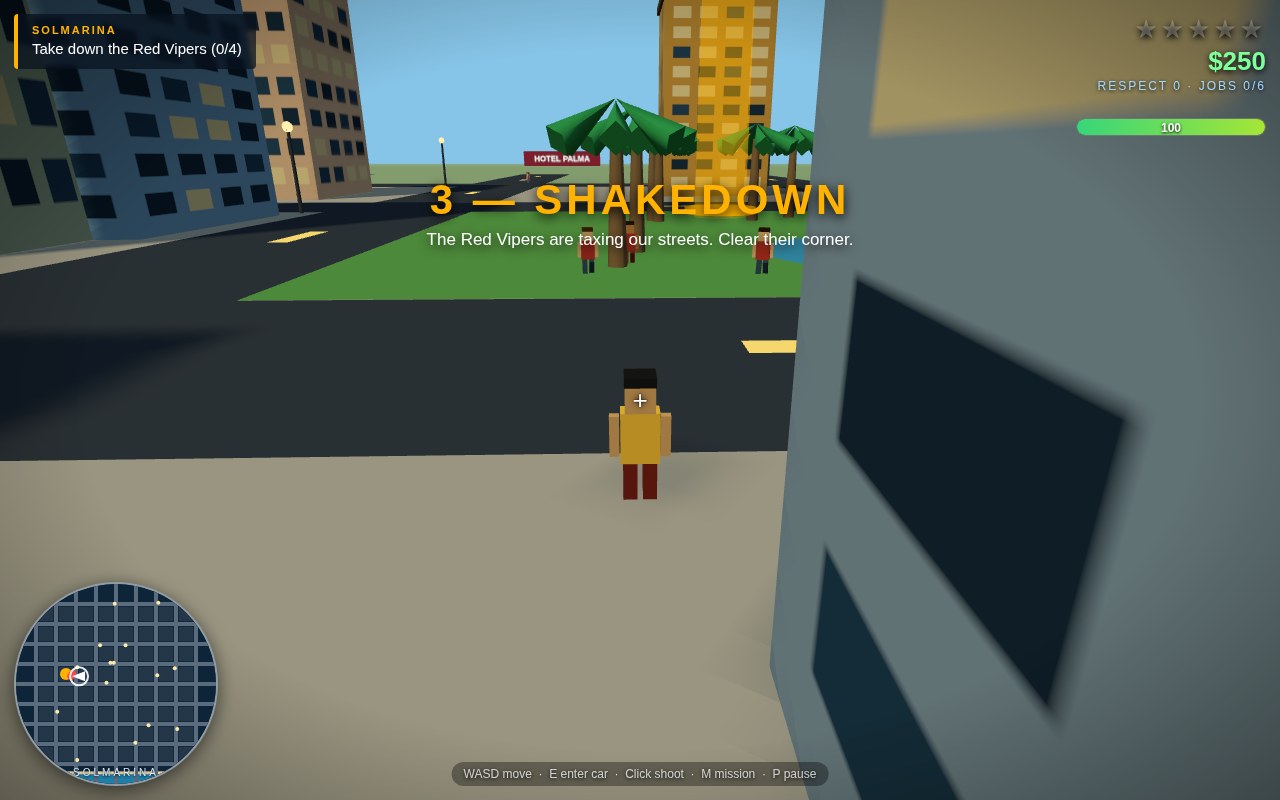 SOLMARINA
Take down the Red Vipers (0/4)
★★★★★
$250
RESPECT 0 · JOBS 0/6
100
HOTEL PALMA
3 — SHAKEDOWN
The Red Vipers are taxing our streets. Clear their corner.
SOLMARINA
WASD move · E enter car · Click shoot · M mission · P pause